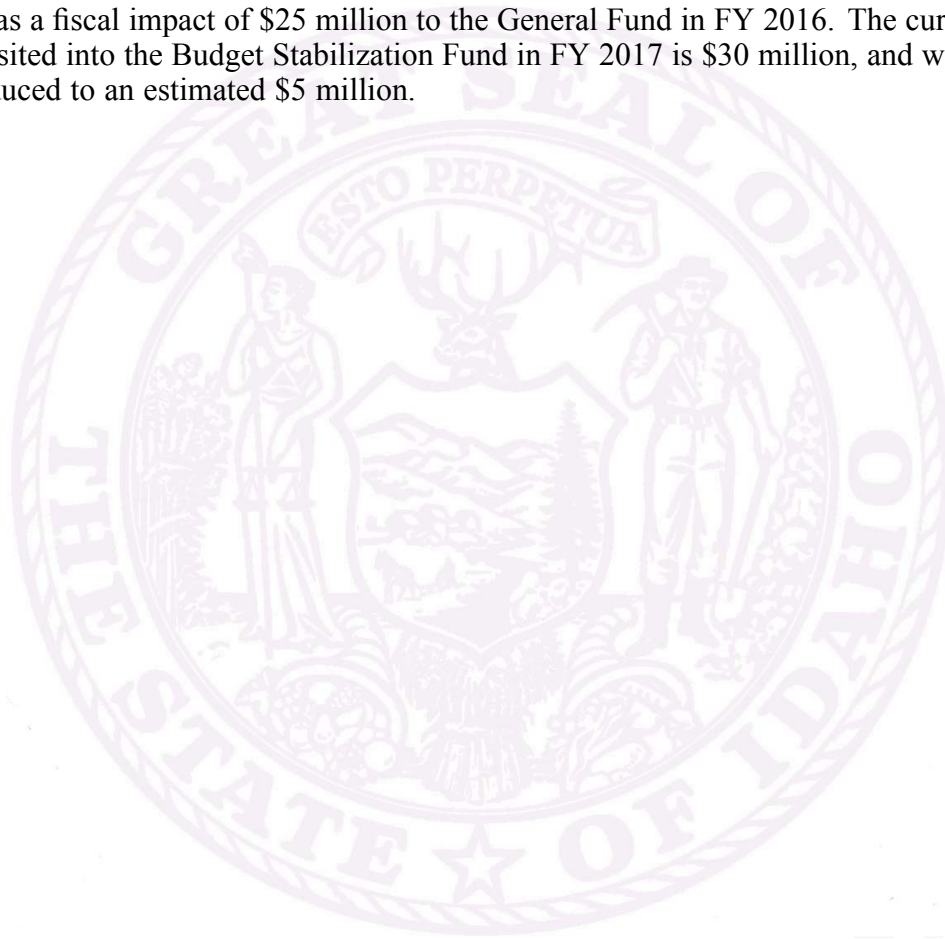 as a fiscal impact of $25 million to the General Fund in FY 2016. The cur
sited into the Budget Stabilization Fund in FY 2017 is $30 million, and w
uced to an estimated $5 million.
GREAT SEAL OF
ESTO PERPETUA
THE STATE OF IDAHO